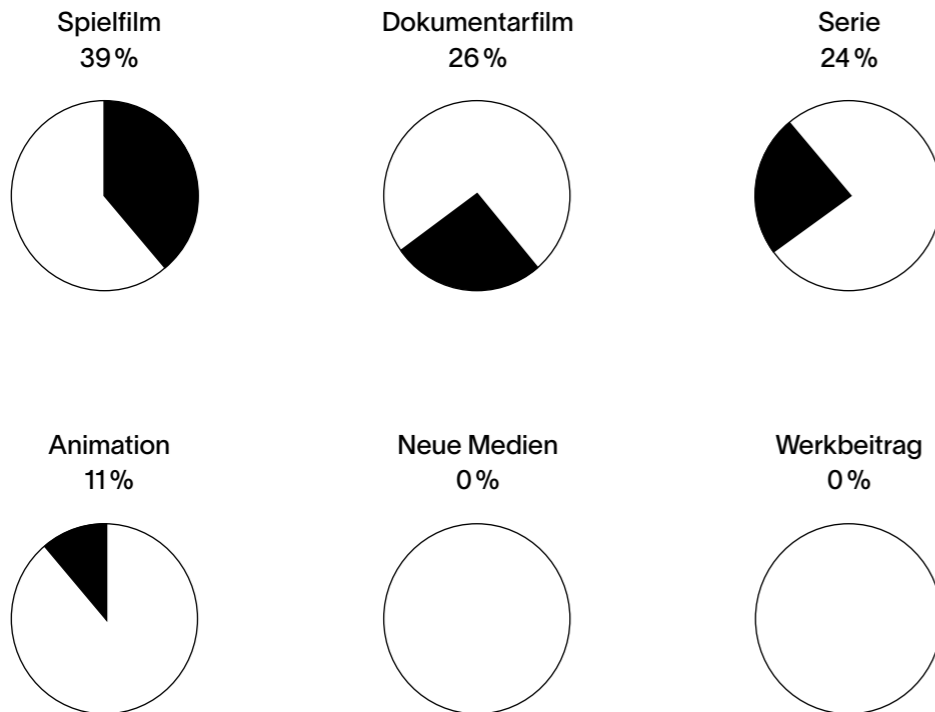 Spielfilm
39 %
Dokumentarfilm
26 %
Serie
24 %
Animation
11 %
Neue Medien
0 %
Werkbeitrag
0 %